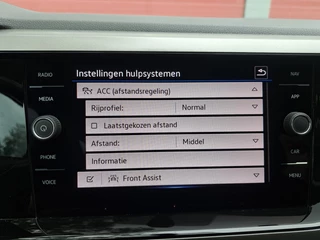 Instellingen hulpsystemen
RADIO
MEDIA
PHONE
VOICE
ACC (afstandsregeling)
Rijprofiel: Normal
Laatstgekozen afstand
Afstand: Middel
Informatie
Front Assist
NAV
APP
CAR
MENU